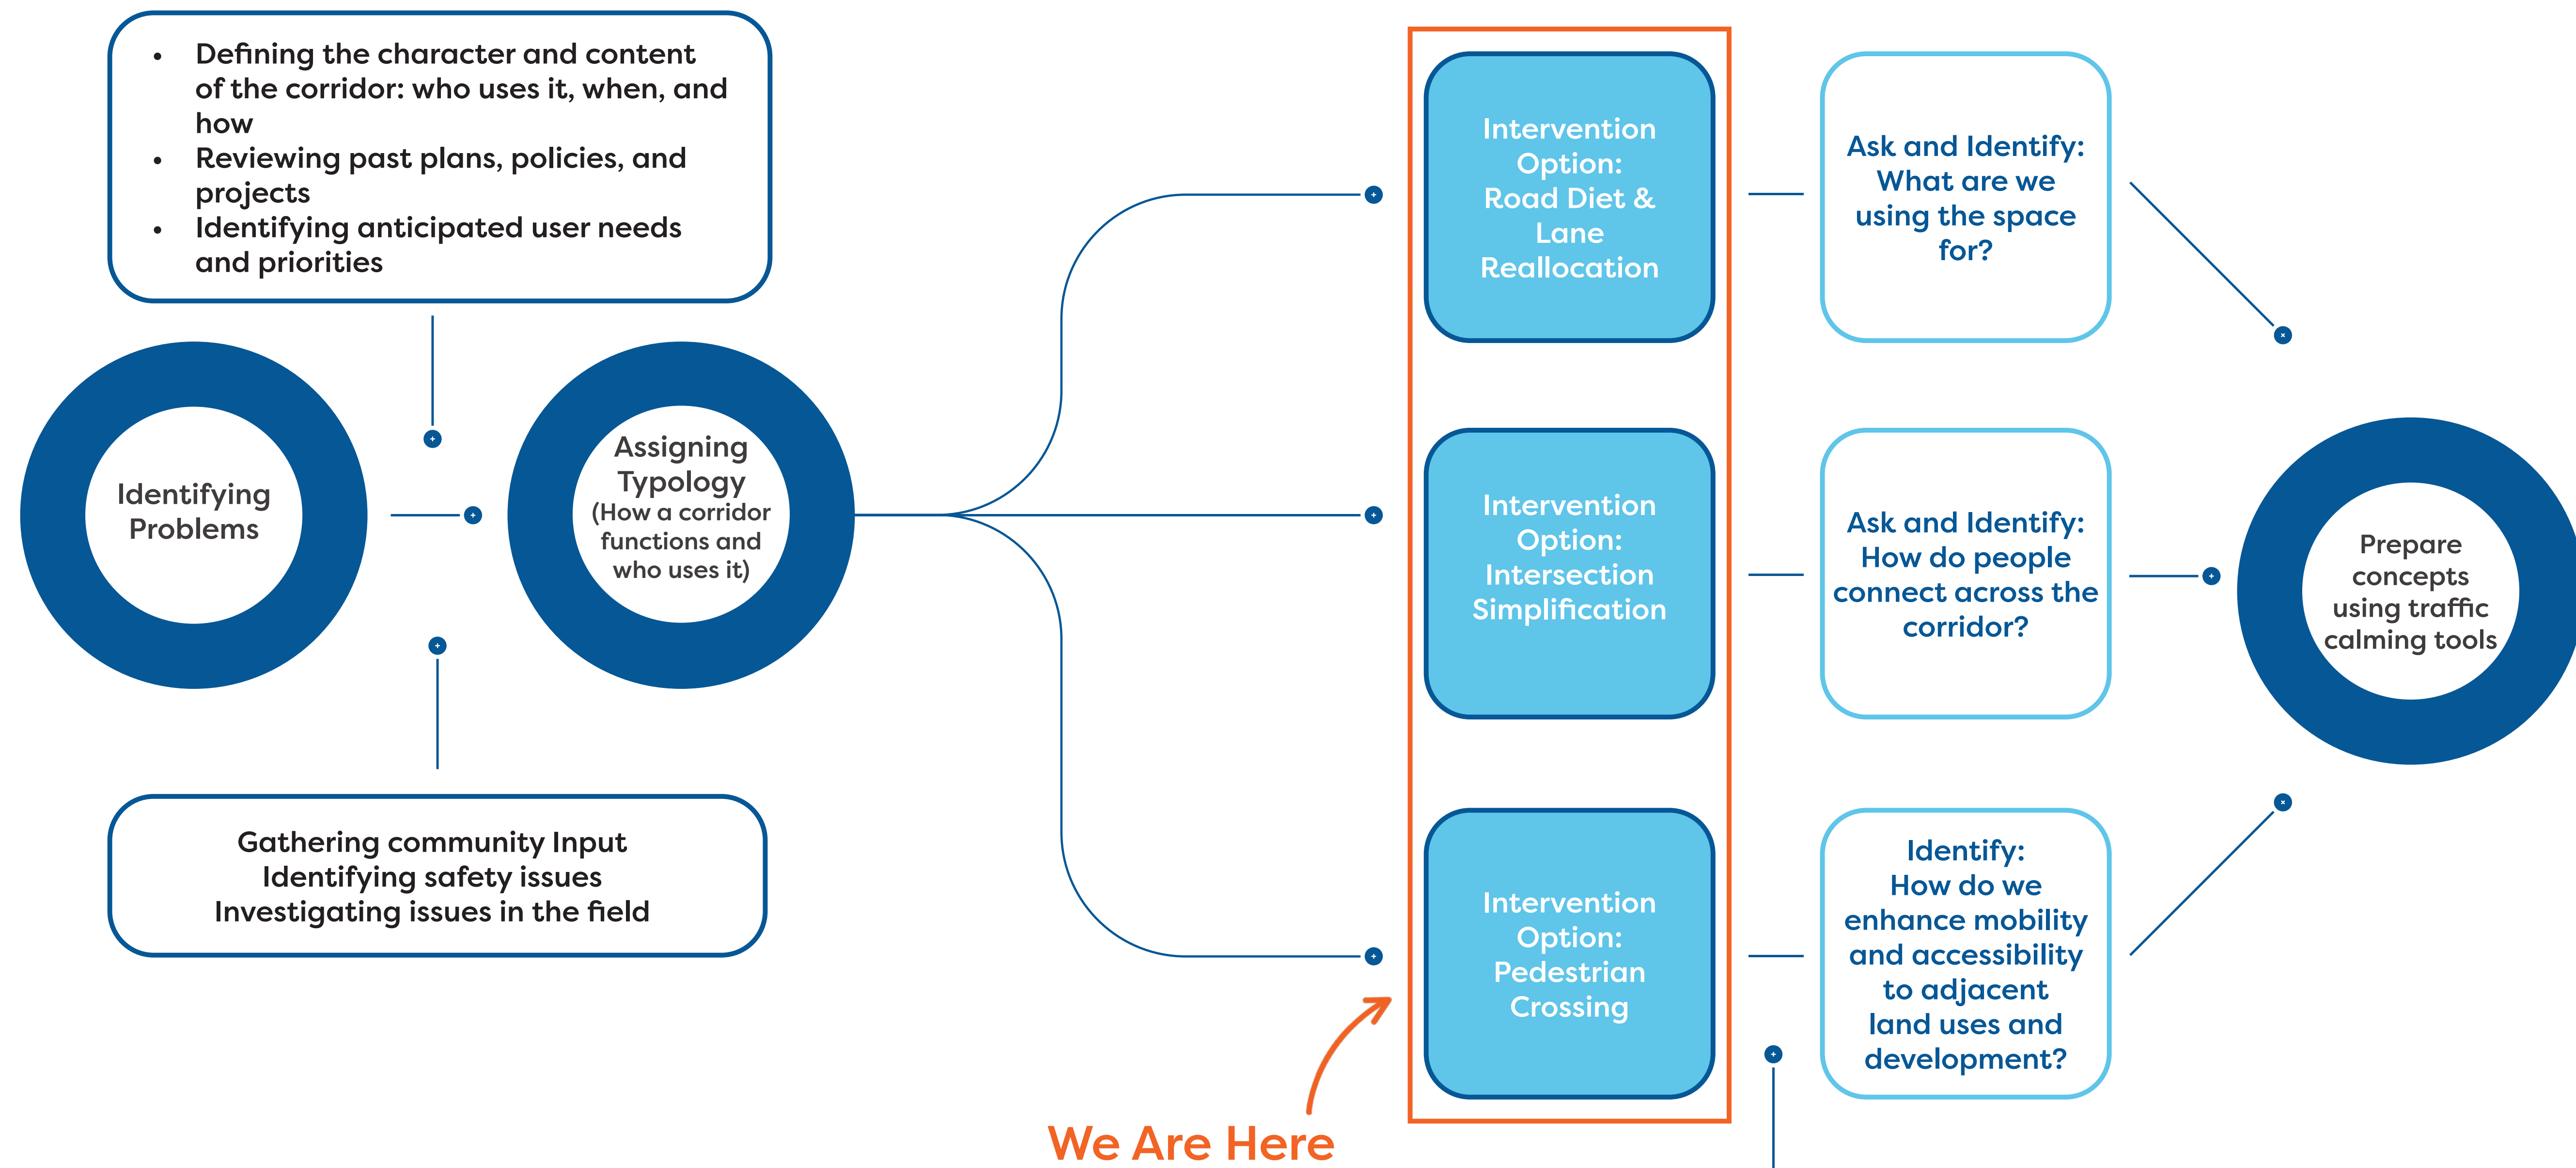 • Defining the character and content
of the corridor: who uses it, when, and
how
• Reviewing past plans, policies, and
projects
• Identifying anticipated user needs
and priorities
Identifying
Problems
Assigning
Typology
(How a corridor
functions and
who uses it)
Gathering community Input
Identifying safety issues
Investigating issues in the field
Intervention
Option:
Road Diet &
Lane
Reallocation
Intervention
Option:
Intersection
Simplification
Intervention
Option:
Pedestrian
Crossing
We Are Here
Ask and Identify:
What are we
using the space
for?
Ask and Identify:
How do people
connect across the
corridor?
Identify:
How do we
enhance mobility
and accessibility
to adjacent
land uses and
development?
Prepare
concepts
using traffic
calming tools